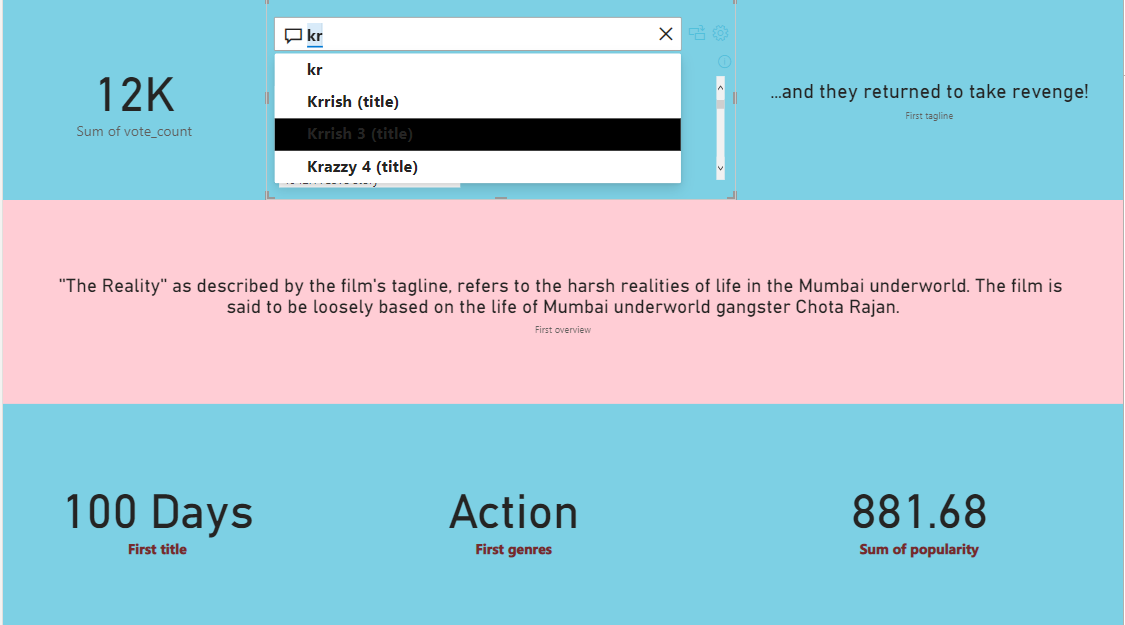 kr
kr
Krrish (title)
Krrish 3 (title)
Krazzy 4 (title)
12K
Sum of vote_count
...and they returned to take revenge!
First tagline
"The Reality" as described by the film's tagline, refers to the harsh realities of life in the Mumbai underworld. The film is
said to be loosely based on the life of Mumbai underworld gangster Chota Rajan.
First overview
100 Days
First title
Action
First genres
881.68
Sum of popularity